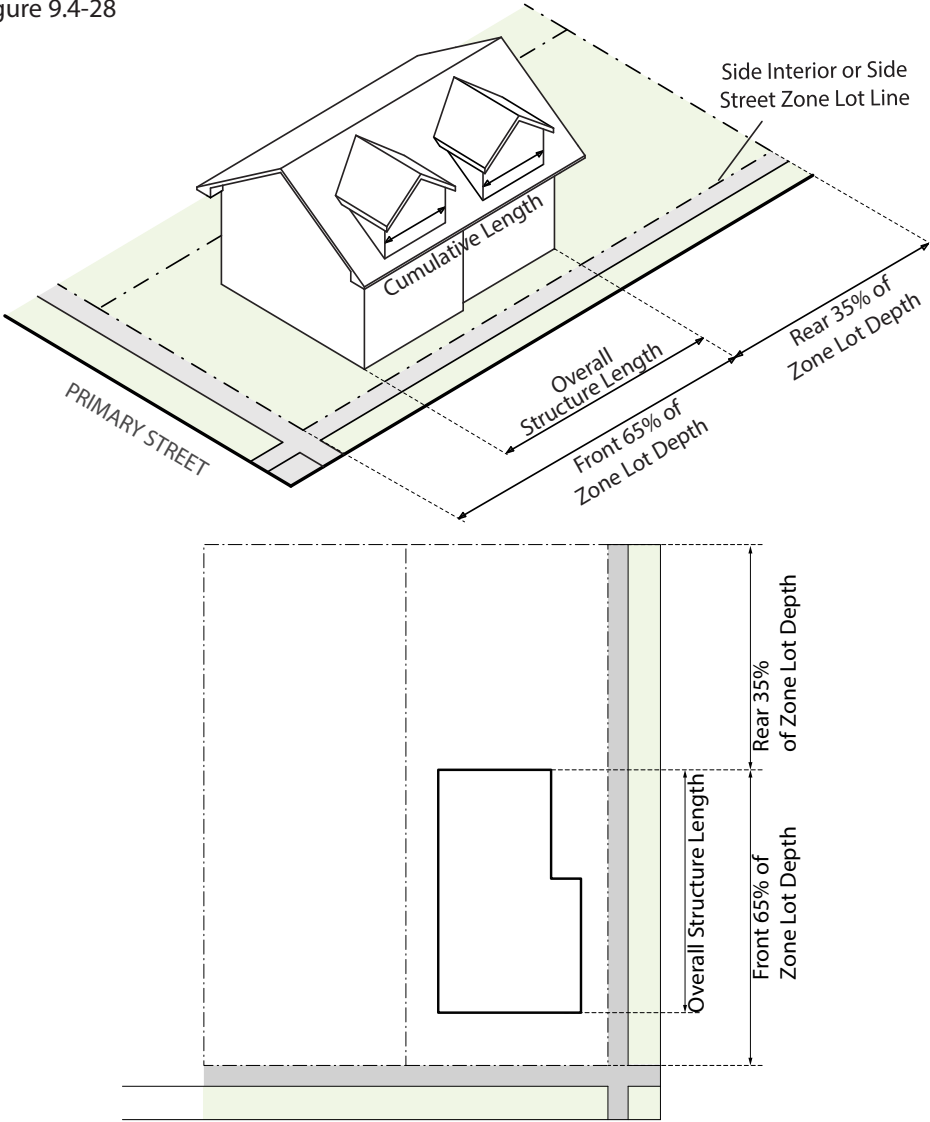 gure 9.4-28
Side Interior or Side
Street Zone Lot Line
Cumulative Length
Rear 35% of
Zone Lot Depth
Overall
Structure Length
Front 65% of
Zone Lot Depth
PRIMARY STREET
Rear 35%
of Zone Lot Depth
Overall Structure Length
Front 65% of
Zone Lot Depth